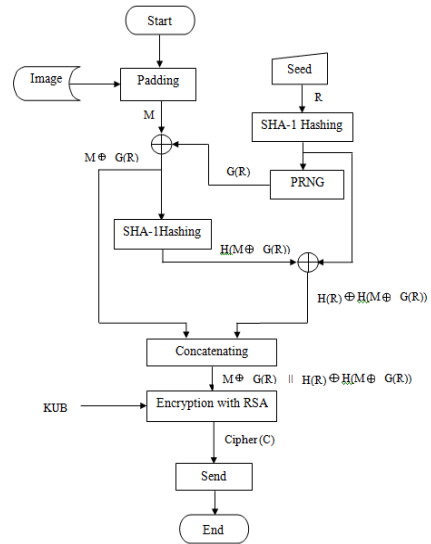 Start
Image
Padding
Seed
M
R
SHA-1 Hashing
M⊕ G(R)
G(R)
PRNG
SHA-1Hashing
H(M⊕ G(R))
H(R)⊕H(M⊕ G(R))
Concatenating
M⊕ G(R) || H(R)⊕H(M⊕ G(R))
KUB
Encryption with RSA
Cipher (C)
Send
End